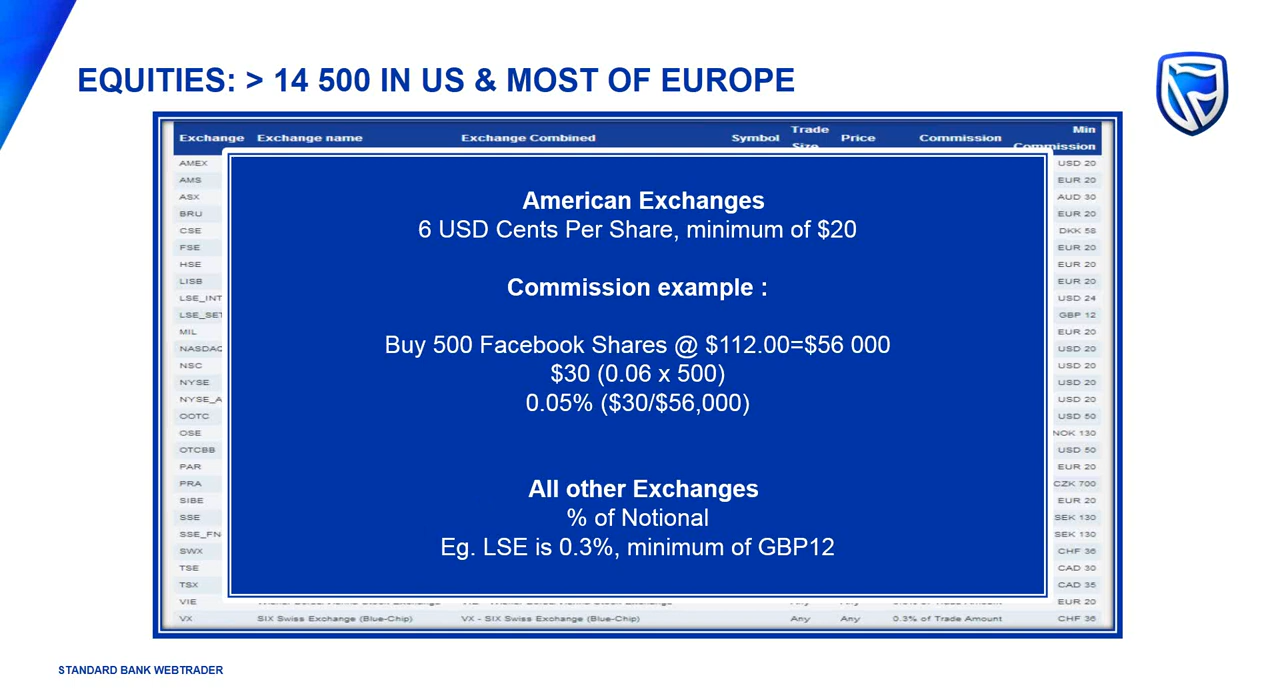 EQUITIES: > 14 500 IN US & MOST OF EUROPE
Exchange Exchange name Exchange Combined Symbol Trade Size Price Commission Min Commission
AMEX USD 20
AMS EUR 20
ASX AUD 30
BRU EUR 20
CSE DKK 58
FSE EUR 20
HSE EUR 20
LISB EUR 20
LSE_INT USD 24
LSE_SET GBP 12
MIL EUR 20
NASDAQ USD 20
NSC USD 20
NYSE USD 20
NYSE_A USD 20
OOTC USD 50
OSE NOK 130
OTCBB USD 50
PAR EUR 20
PRA CZK 700
SIBE EUR 20
SSE SEK 130
SSE_FN SEK 130
SWX CHF 36
TSE CAD 30
TSX CAD 35
VIE EUR 20
VX SIX Swiss Exchange (Blue-Chip) VX - SIX Swiss Exchange (Blue-Chip) Any Any 0.3% of Trade Amount CHF 36
American Exchanges
6 USD Cents Per Share, minimum of $20
Commission example :
Buy 500 Facebook Shares @ $112.00=$56 000
$30 (0.06 x 500)
0.05% ($30/$56,000)
All other Exchanges
% of Notional
Eg. LSE is 0.3%, minimum of GBP12
STANDARD BANK WEBTRADER